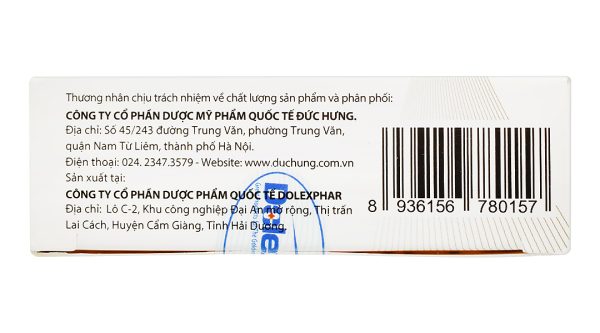 Thương nhân chịu trách nhiệm về chất lượng sản phẩm và phân phối:
CÔNG TY CỔ PHẦN DƯỢC MỸ PHẨM QUỐC TẾ ĐỨC HƯNG.
Địa chỉ: Số 45/243 đường Trung Văn, phường Trung Văn,
quận Nam Từ Liêm, thành phố Hà Nội.
Điện thoại: 024. 2347.3579 - Website: www.duchung.com.vn
Sản xuất tại:
CÔNG TY CỔ PHẦN DƯỢC PHẨM QUỐC TẾ DOLEXPHAR
Địa chỉ: Lô C-2, Khu công nghiệp Đại An mở rộng, Thị trấn
Lai Cách, Huyện Cẩm Giàng, Tỉnh Hải Dương.
8 936156 780157
Dole